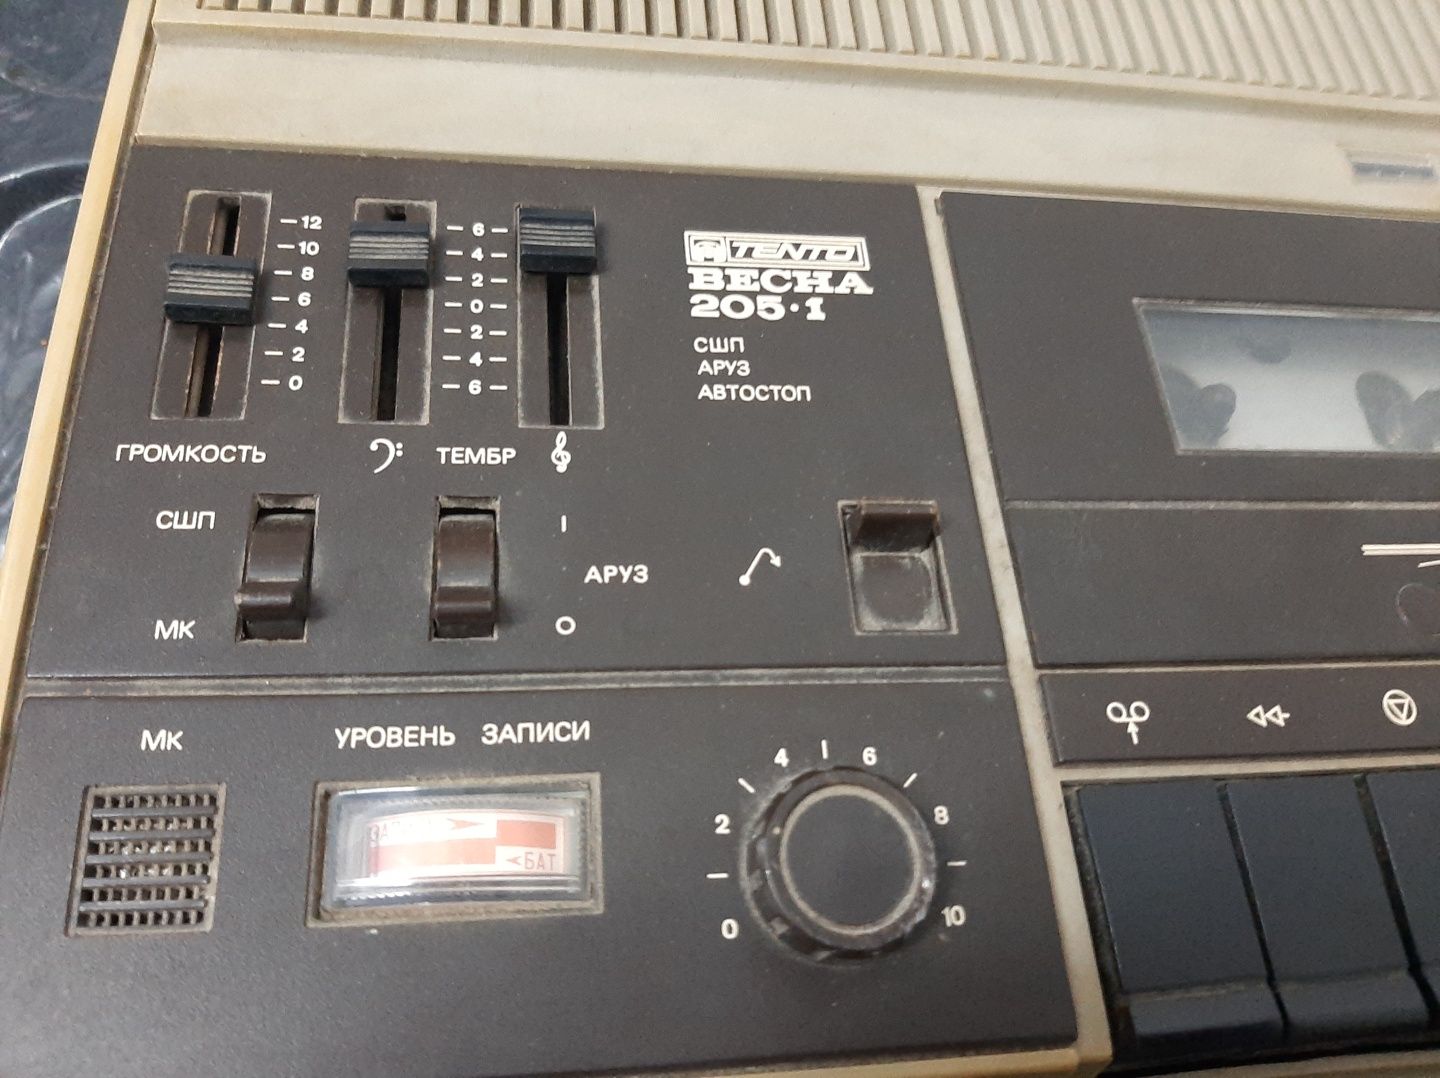 12
10
8
6
4
2
0
6
4
2
0
2
4
6
TENTO
ВЕСНА
205·1
СШП
АРУЗ
АВТОСТОП
ГРОМКОСТЬ
ТЕМБР
СШП
I
АРУЗ
МК
O
МК
УРОВЕНЬ ЗАПИСИ
БАТ
0
2
4
6
8
10